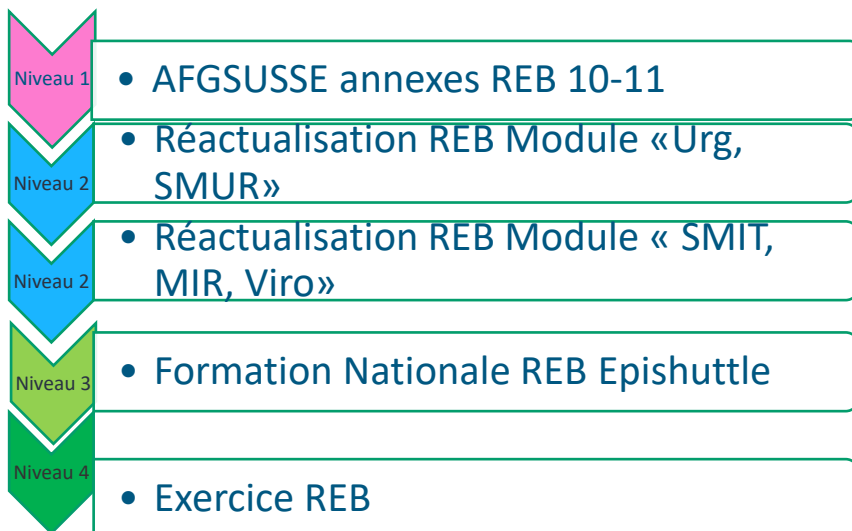 Niveau 1
• AFGSUSSE annexes REB 10-11
Niveau 2
• Réactualisation REB Module «Urg,
SMUR»
Niveau 2
• Réactualisation REB Module « SMIT,
MIR, Viro»
Niveau 3
• Formation Nationale REB Epishuttle
Niveau 4
• Exercice REB